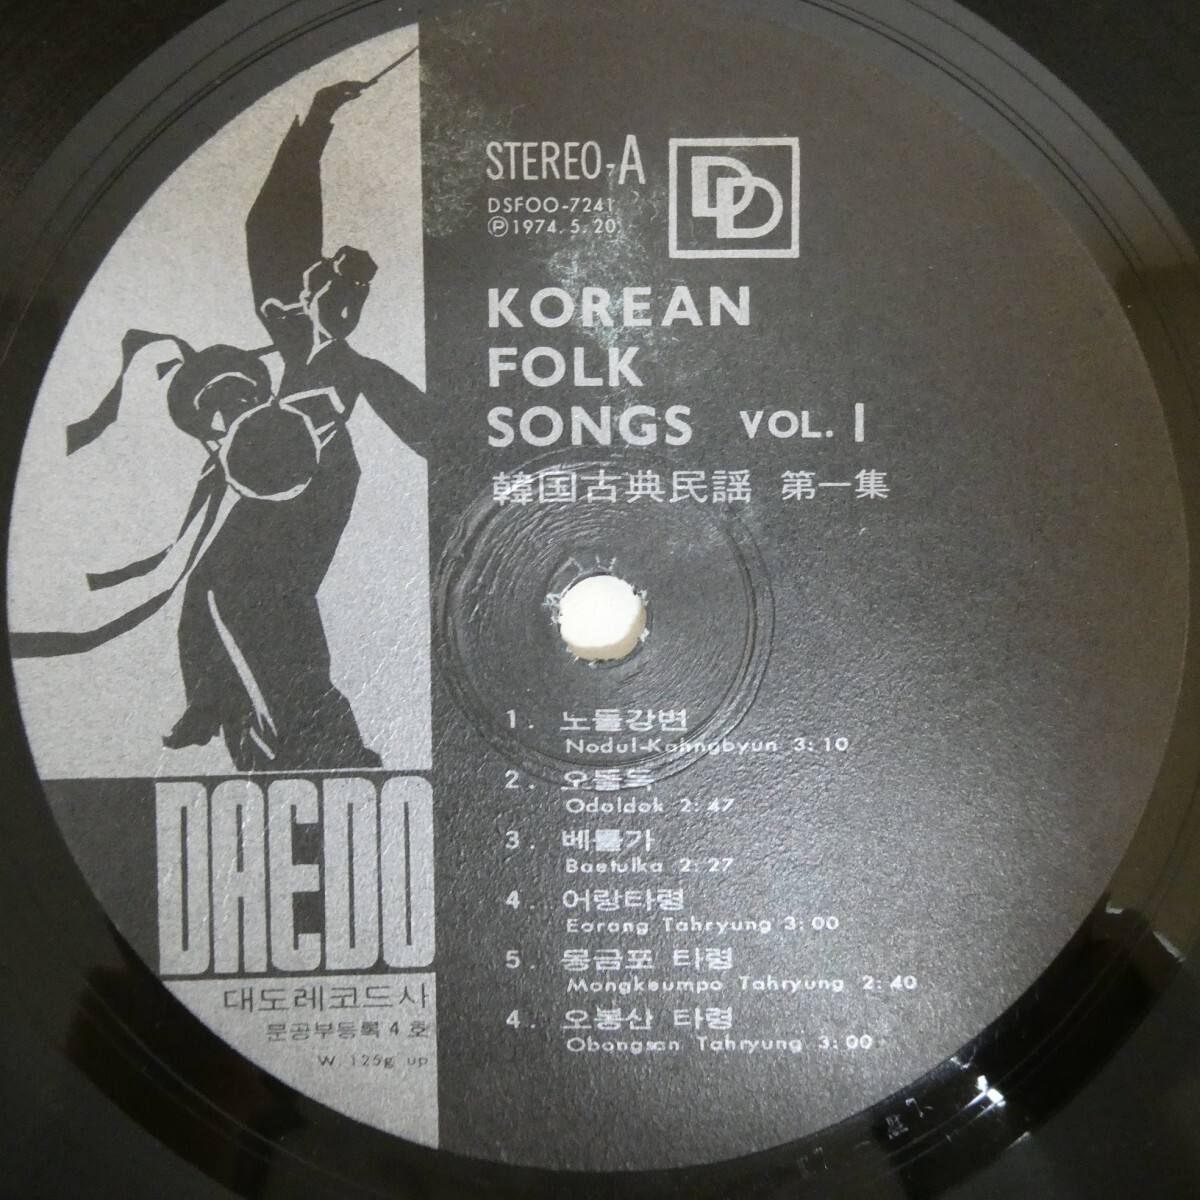 STEREO-A
DSFOO-7241
Ⓟ1974. 5. 20
DD
KOREAN
FOLK
SONGS VOL. 1
韓国古典民謡 第一集
1. 노들강변
Nodul-Kahngbyun 3:10
2. 오돌독
Odoldok 2:47
3. 베틀가
Baetulka 2:27
4. 어랑타령
Eorang Tahryung 3:00
5. 몽금포 타령
Mongkeumpo Tahryung 2:40
4. 오봉산 타령
Obongsan Tahryung 3:00
DAEDO
대도레코드사
문공부등록 4 호
W. 125g up